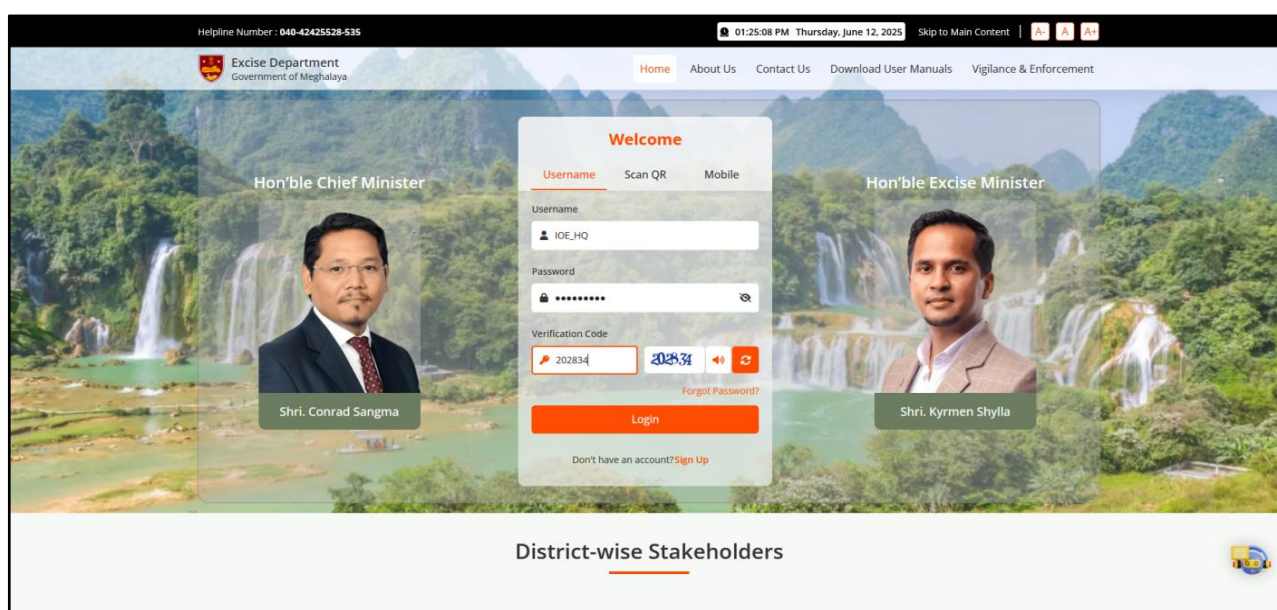 Helpline Number : 040-42425528-535
01:25:08 PM Thursday, June 12, 2025
Skip to Main Content
A-
A
A+
Excise Department
Government of Meghalaya
Home
About Us
Contact Us
Download User Manuals
Vigilance & Enforcement
Welcome
Username
Scan QR
Mobile
Hon'ble Chief Minister
Hon'ble Excise Minister
Username
IOE_HQ
Password
•••••••••
Verification Code
202834
202834
Forgot Password?
Shri. Conrad Sangma
Login
Shri. Kyrmen Shylla
Don't have an account? Sign Up
District-wise Stakeholders